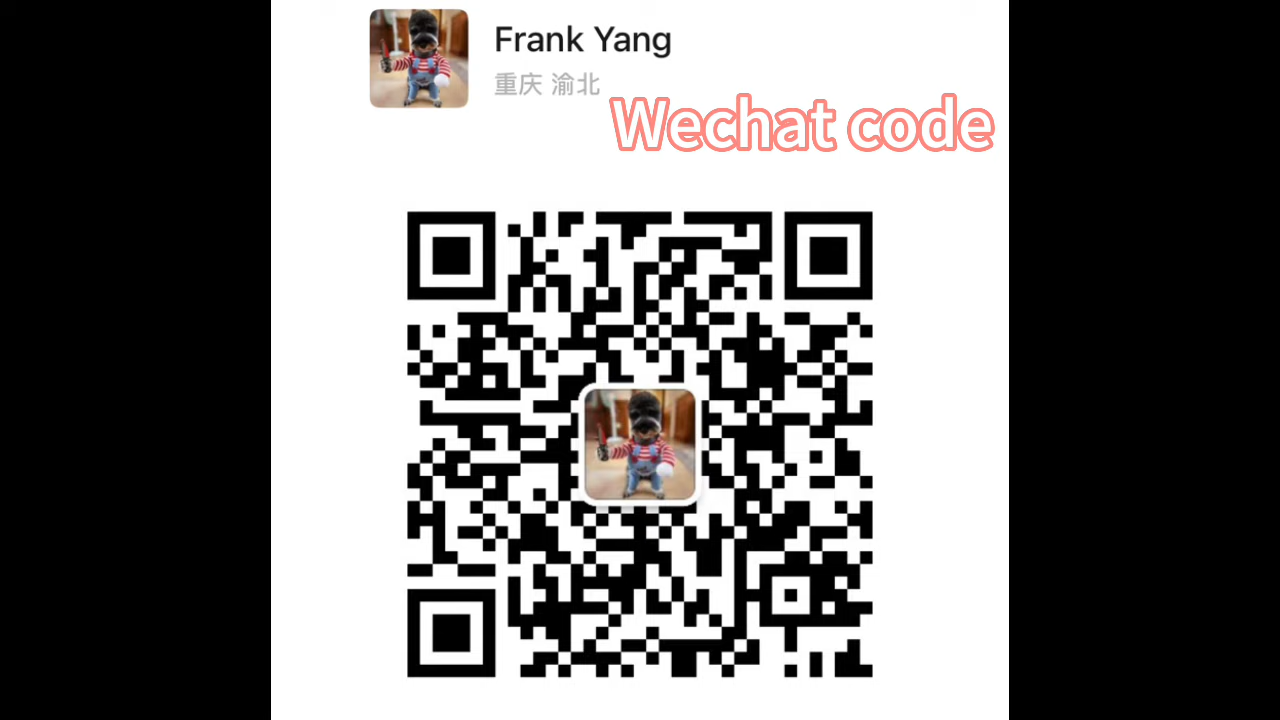 Frank Yang
重庆 渝北
Wechat code